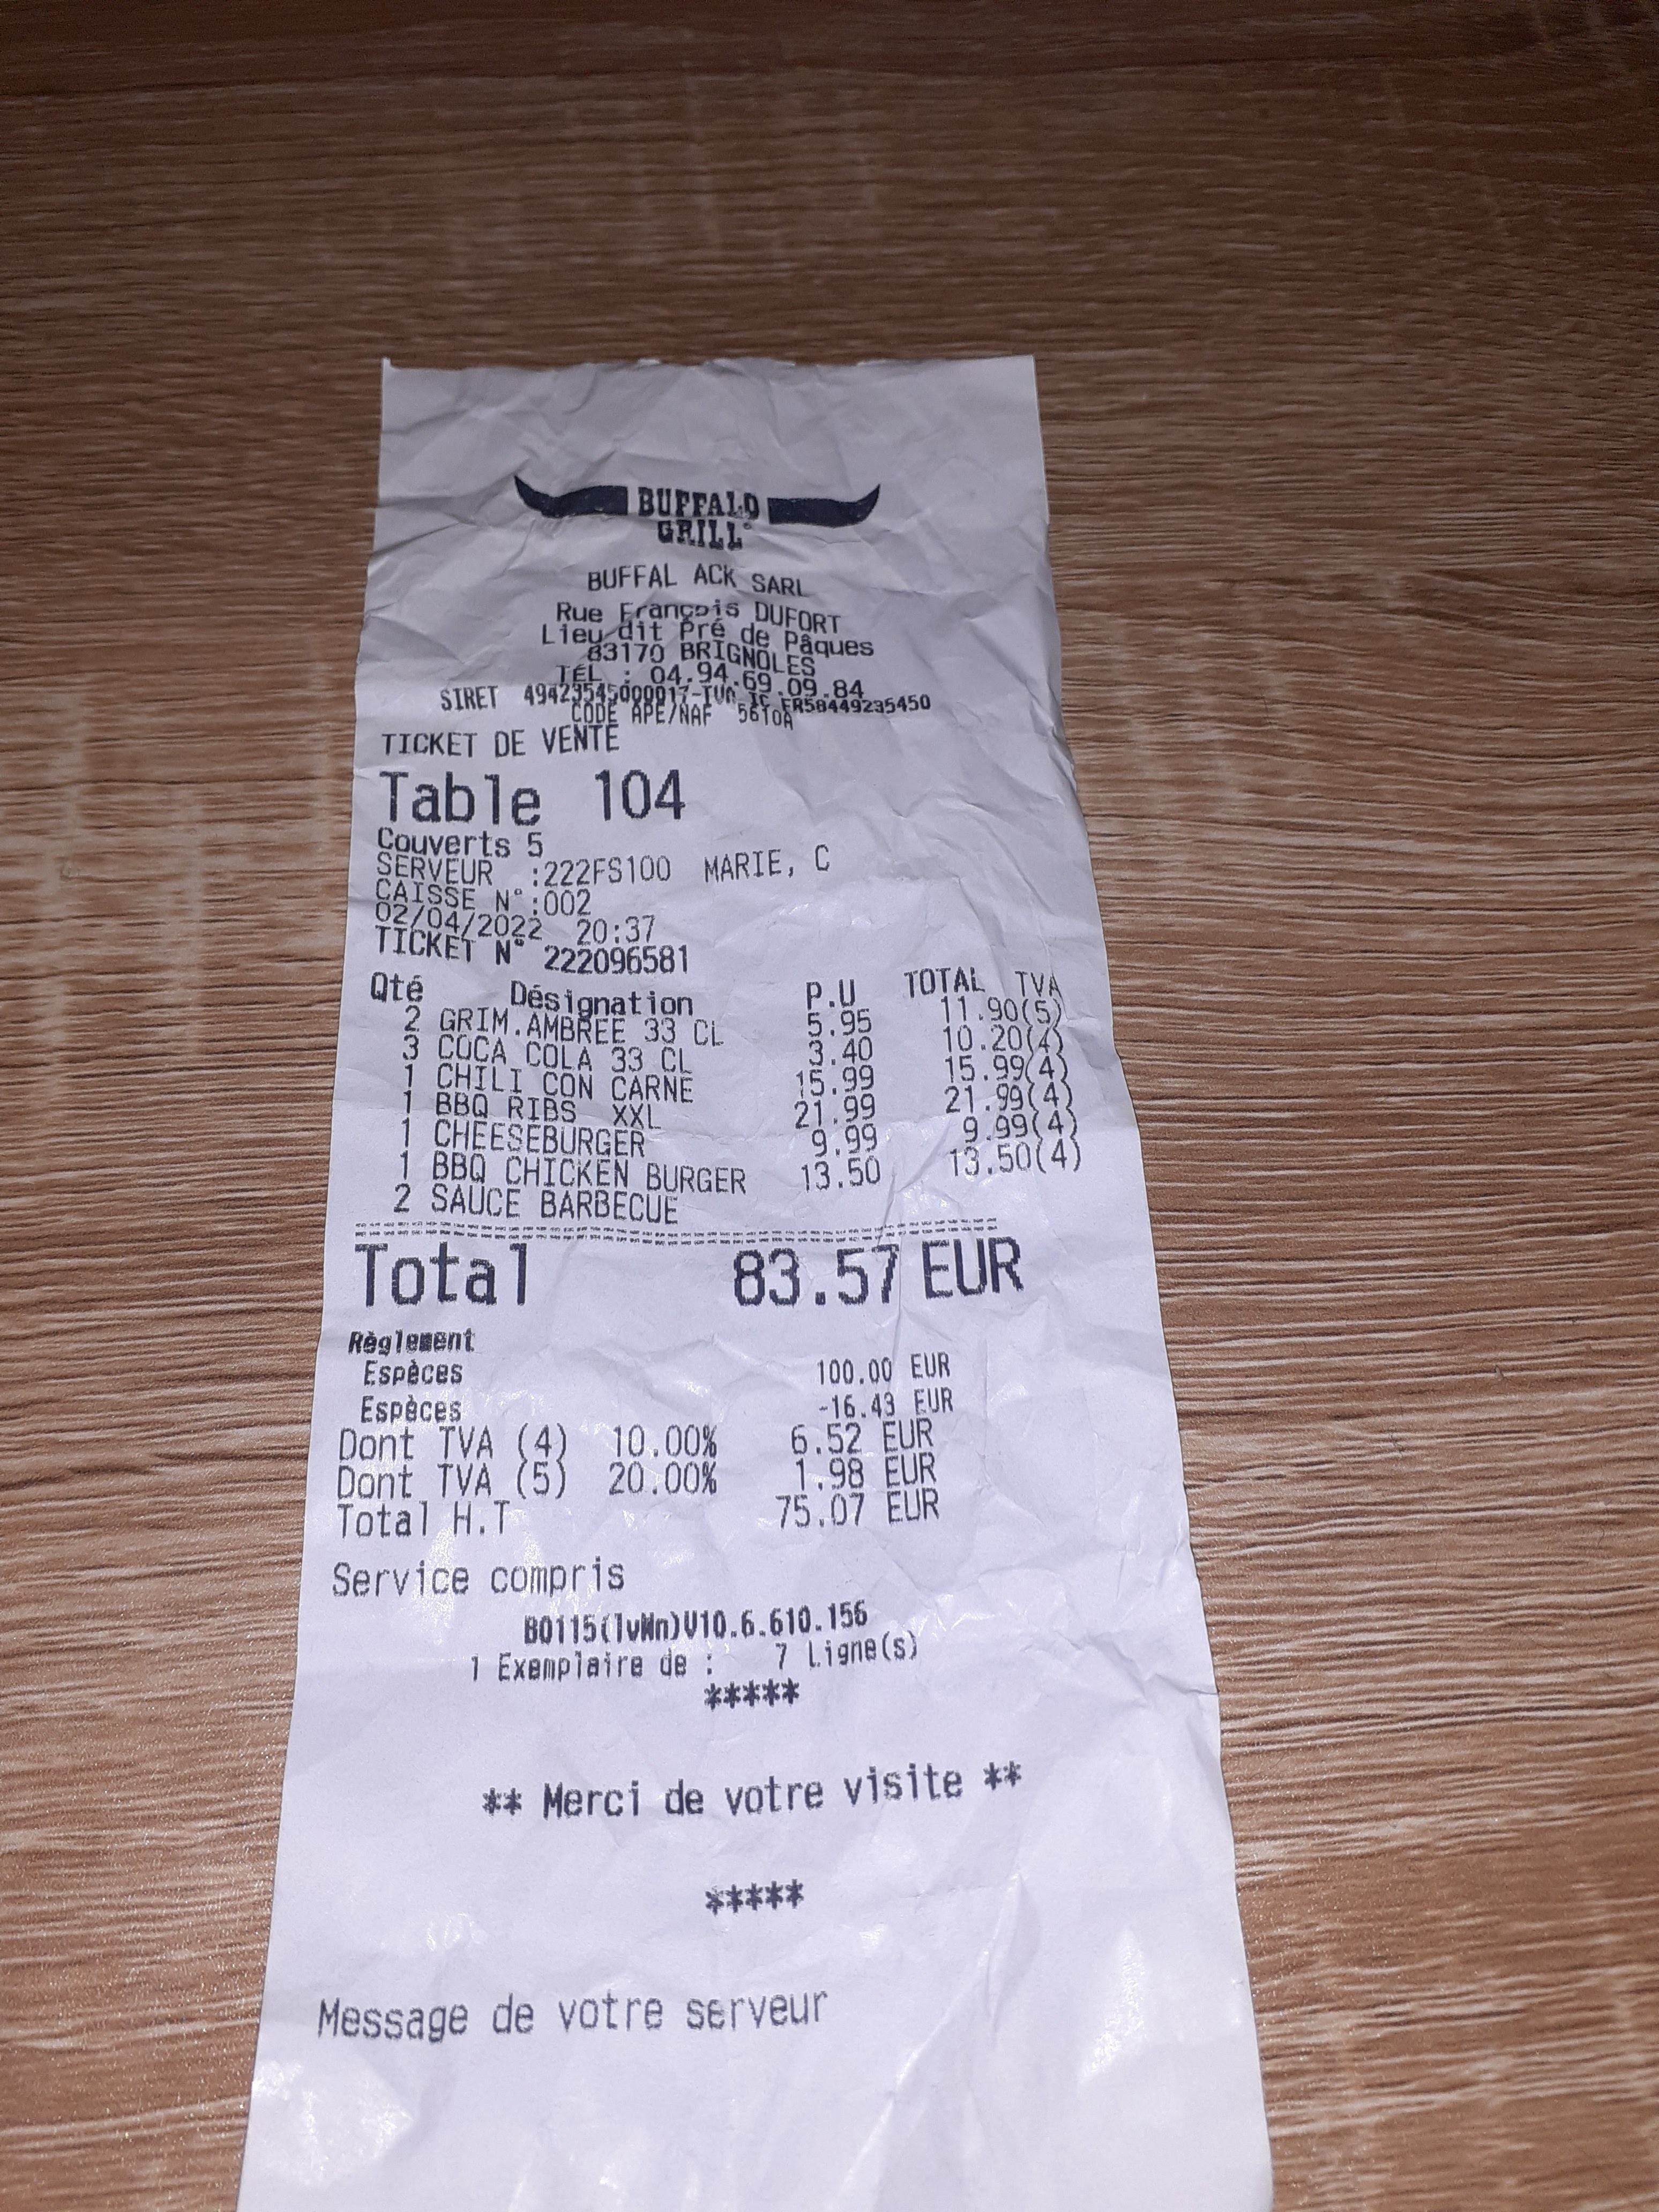 BUFFALO
GRILL
BUFFAL ACK SARL
Rue François DUFORT
Lieu dit Pré de Pâques
83170 BRIGNOLES
TÉL : 04.94.69.09.84
SIRET 49423545000017-TVA IC FR58449235450
CODE APE/NAF 5610A
TICKET DE VENTE
Table 104
Couverts 5
SERVEUR :222FS100 MARIE, C
CAISSE N°:002
02/04/2022 20:37
TICKET N° 222096581
Qté Désignation P.U TOTAL TVA
2 GRIM.AMBREE 33 CL 5.95 11.90(5)
3 COCA COLA 33 CL 3.40 10.20(4)
1 CHILI CON CARNE 15.99 15.99(4)
1 BBQ RIBS XXL 21.99 21.99(4)
1 CHEESEBURGER 9.99 9.99(4)
1 BBQ CHICKEN BURGER 13.50 13.50(4)
2 SAUCE BARBECUE
Total 83.57 EUR
Règlement
Espèces 100.00 EUR
Espèces -16.43 EUR
Dont TVA (4) 10.00% 6.52 EUR
Dont TVA (5) 20.00% 1.98 EUR
Total H.T 75.07 EUR
Service compris
B0115(lvWn)V10.6.610.156
1 Exemplaire de : 7 Ligne(s)
*****
** Merci de votre visite **
*****
Message de votre serveur